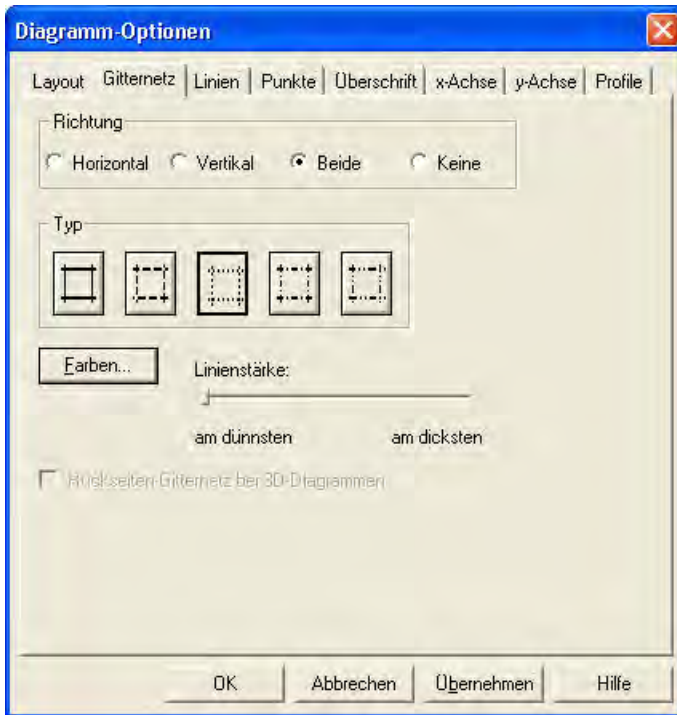 Diagramm-Optionen
Layout Gitternetz Linien Punkte Überschrift x-Achse y-Achse Profile
Richtung
Horizontal Vertikal Beide Keine
Typ
Farben... Linienstärke:
am dünnsten am dicksten
Rückseiten-Gitternetz bei 3D-Diagrammen
OK Abbrechen Übernehmen Hilfe